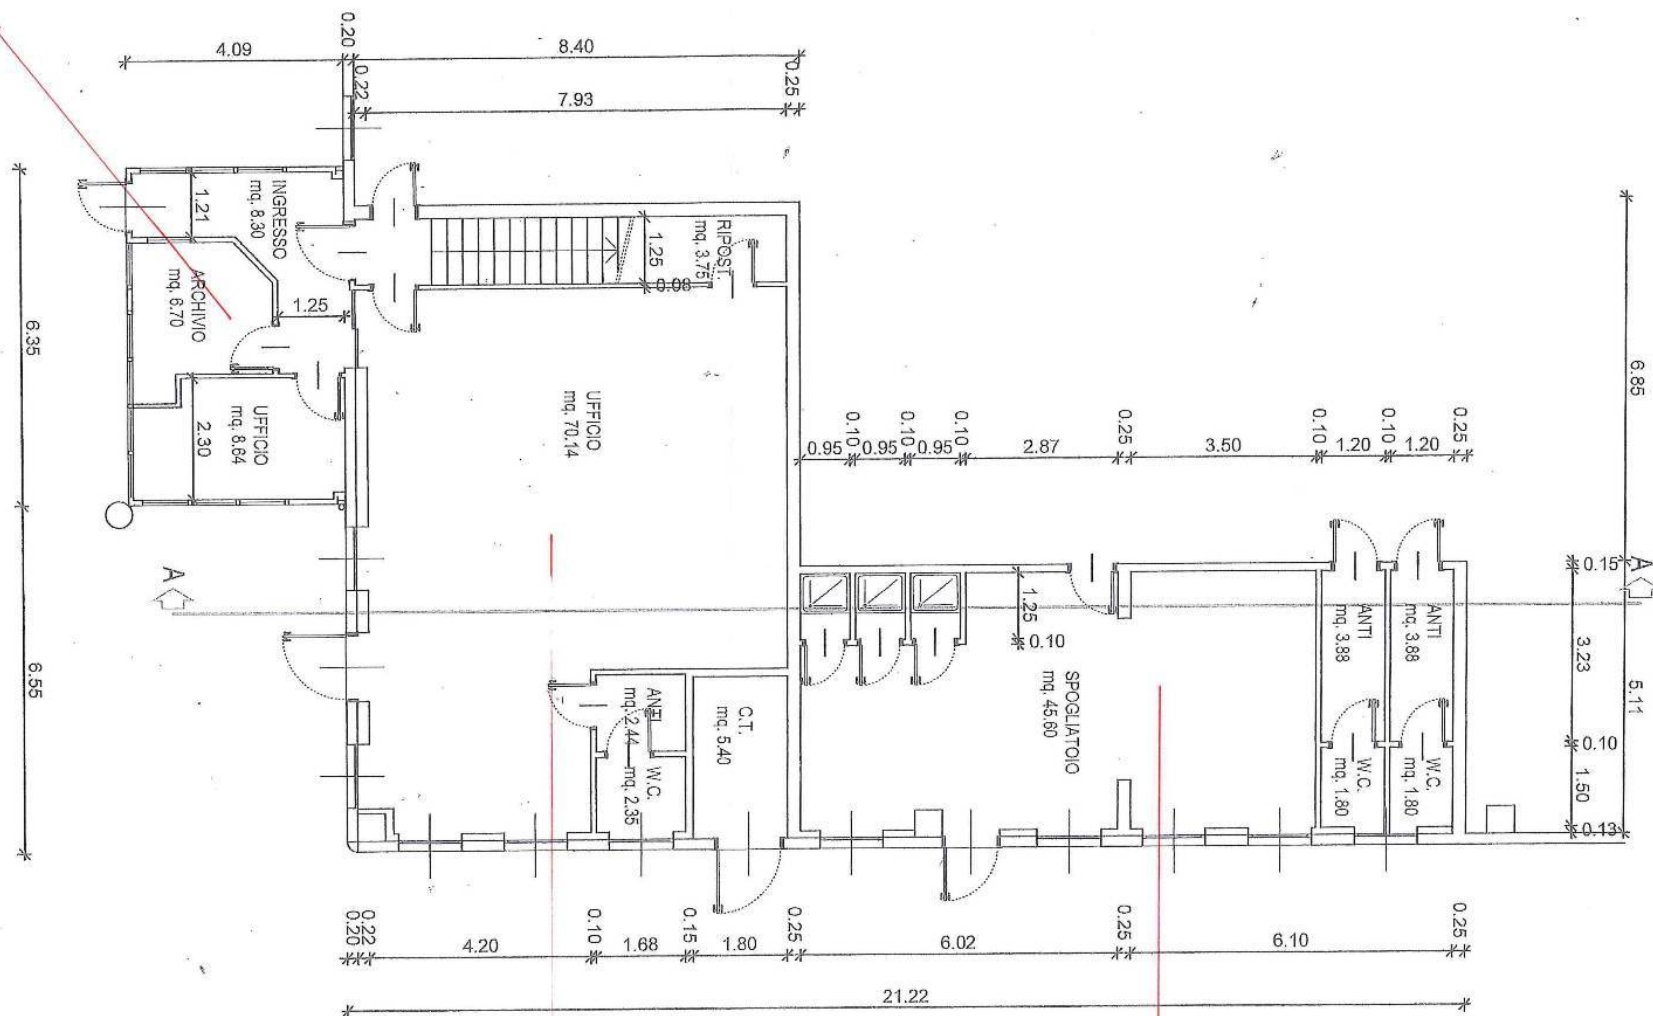 4.09
0.20
8.40
0.22
7.93
0.25
INGRESSO
mq. 8.30
1.21
RIPOST.
mq. 3.75
1.25
0.08
ARCHIVIO
mq. 6.70
1.25
6.35
6.85
UFFICIO
mq. 8.64
2.30
UFFICIO
mq. 70.14
0.95
0.10
0.95
0.10
0.95
0.10
2.87
0.25
3.50
0.10
1.20
0.10
1.20
0.25
A
A
0.15
1.25
0.10
ANTI
mq. 3.88
ANTI
mq. 3.88
3.23
5.11
SPOGLIATOIO
mq. 45.60
6.55
ANTI
mq. 2.44
W.C.
mq. 2.35
C.T.
mq. 5.40
W.C.
mq. 1.80
W.C.
mq. 1.80
0.10
1.50
0.13
0.20
0.22
4.20
0.10
1.68
0.15
1.80
0.25
6.02
0.25
6.10
0.25
21.22